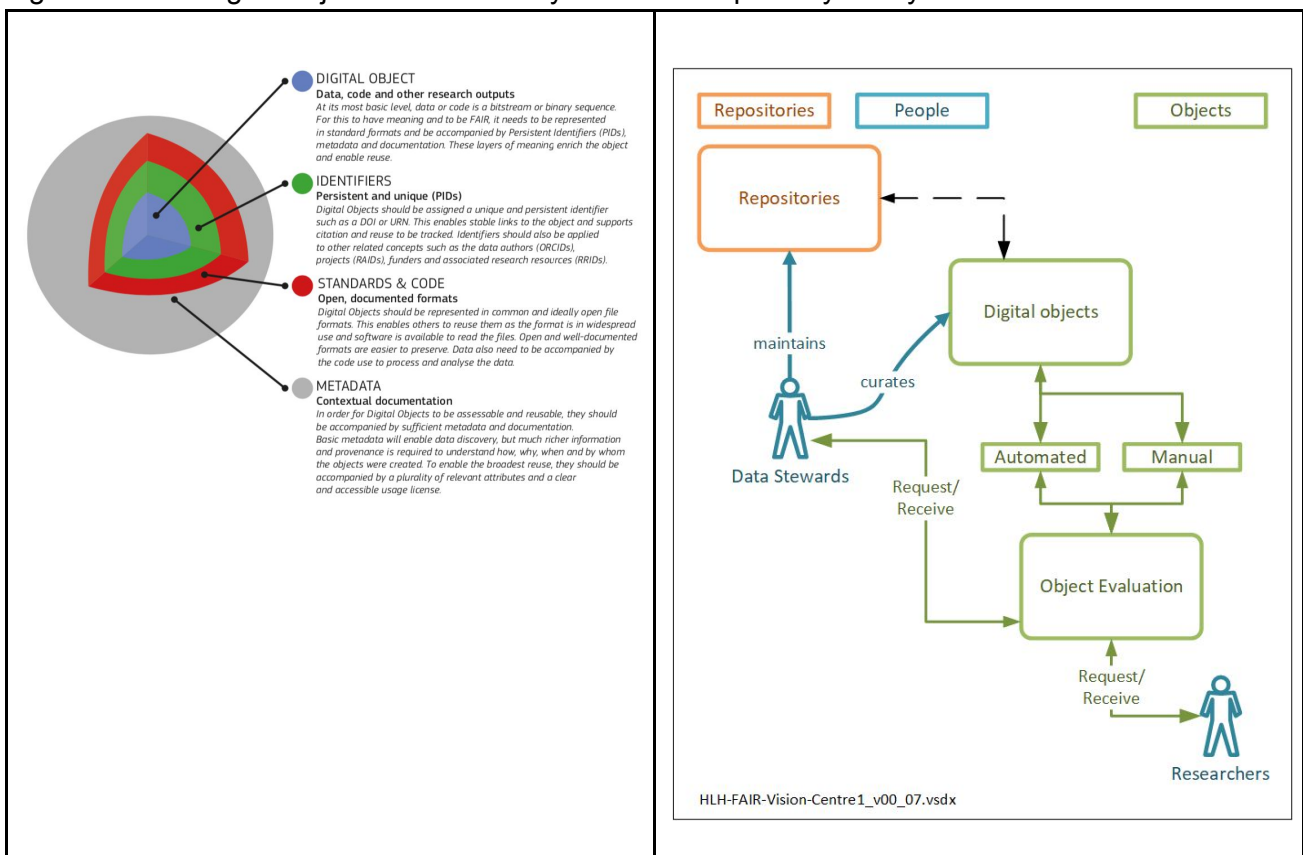 DIGITAL OBJECT
Data, code and other research outputs
At its most basic level, data or code is a bitstream or binary sequence.
For this to have meaning and to be FAIR, it needs to be represented
in standard formats and be accompanied by Persistent Identifiers (PIDs),
metadata and documentation. These layers of meaning enrich the object
and enable reuse.
IDENTIFIERS
Persistent and unique (PIDs)
Digital Objects should be assigned a unique and persistent identifier
such as a DOI or URN. This enables stable links to the object and supports
citation and reuse to be tracked. Identifiers should also be applied
to other related concepts such as the data authors (ORCIDs),
projects (RAIDs), funders and associated research resources (RRIDs).
STANDARDS & CODE
Open, documented formats
Digital Objects should be represented in common and ideally open file
formats. This enables others to reuse them as the format is in widespread
use and software is available to read the files. Open and well-documented
formats are easier to preserve. Data also need to be accompanied by
the code use to process and analyse the data.
METADATA
Contextual documentation
In order for Digital Objects to be assessable and reusable, they should
be accompanied by sufficient metadata and documentation.
Basic metadata will enable data discovery, but much richer information
and provenance is required to understand how, why, when and by whom
the objects were created. To enable the broadest reuse, they should be
accompanied by a plurality of relevant attributes and a clear
and accessible usage license.
Repositories
People
Objects
Repositories
Digital objects
maintains
curates
Data Stewards
Automated
Manual
Request/
Receive
Object Evaluation
Request/
Receive
Researchers
HLH-FAIR-Vision-Centre1_v00_07.vsdx